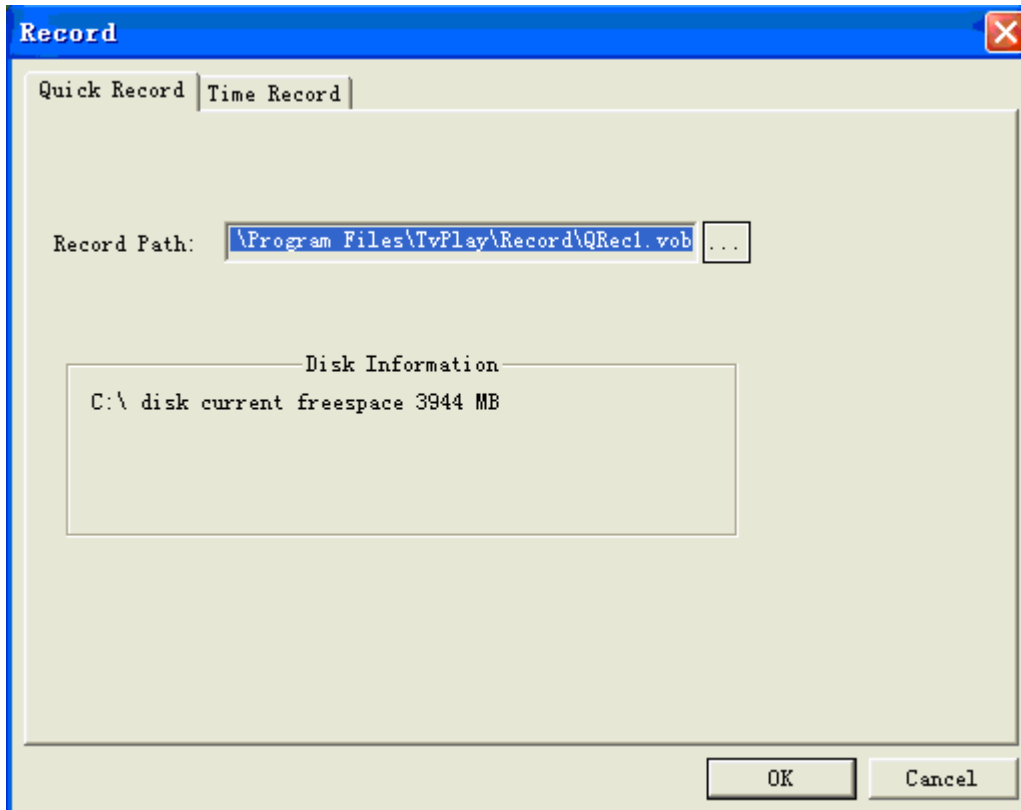 Record
Quick Record Time Record
Record Path: \Program Files\TvPlay\Record\QRec1.vob ...
Disk Information
C:\ disk current freespace 3944 MB
OK Cancel